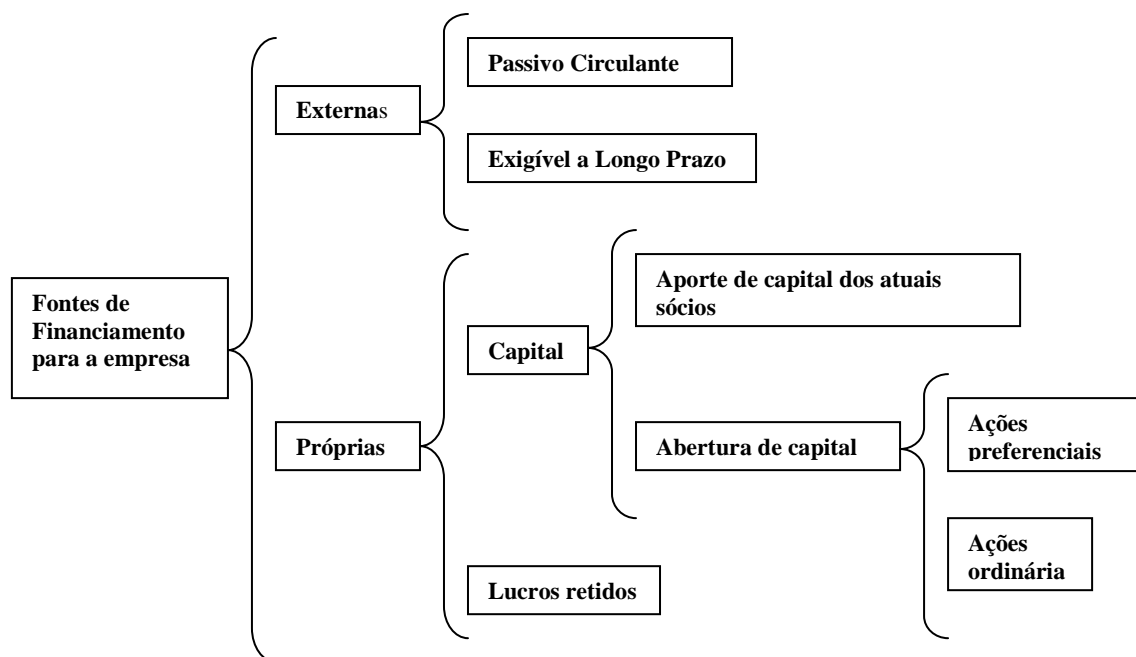 Passivo Circulante
Externas
Exigível a Longo Prazo
Fontes de
Financiamento
para a empresa
Aporte de capital dos atuais
sócios
Capital
Próprias
Abertura de capital
Ações
preferenciais
Ações
ordinária
Lucros retidos